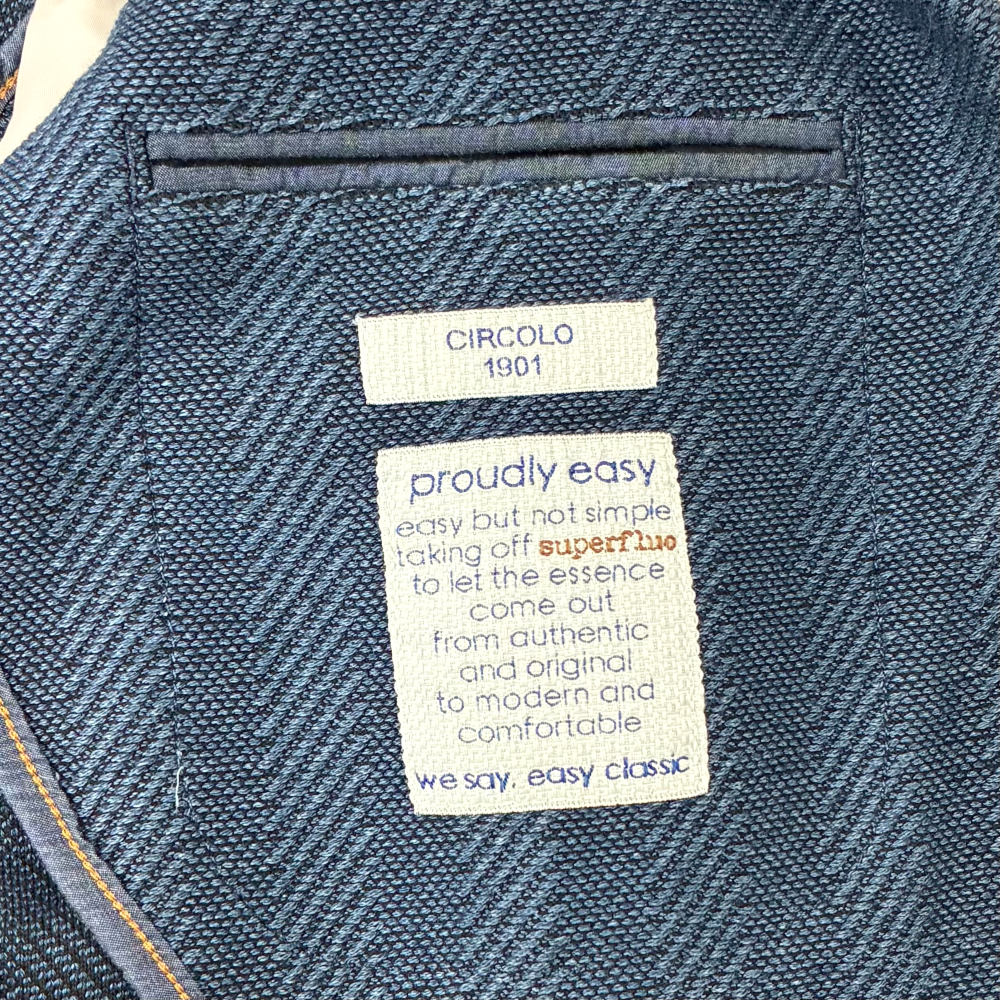 CIRCOLO
1901
proudly easy
easy but not simple
taking off superfluo
to let the essence
come out
from authentic
and original
to modern and
comfortable
we say, easy classic